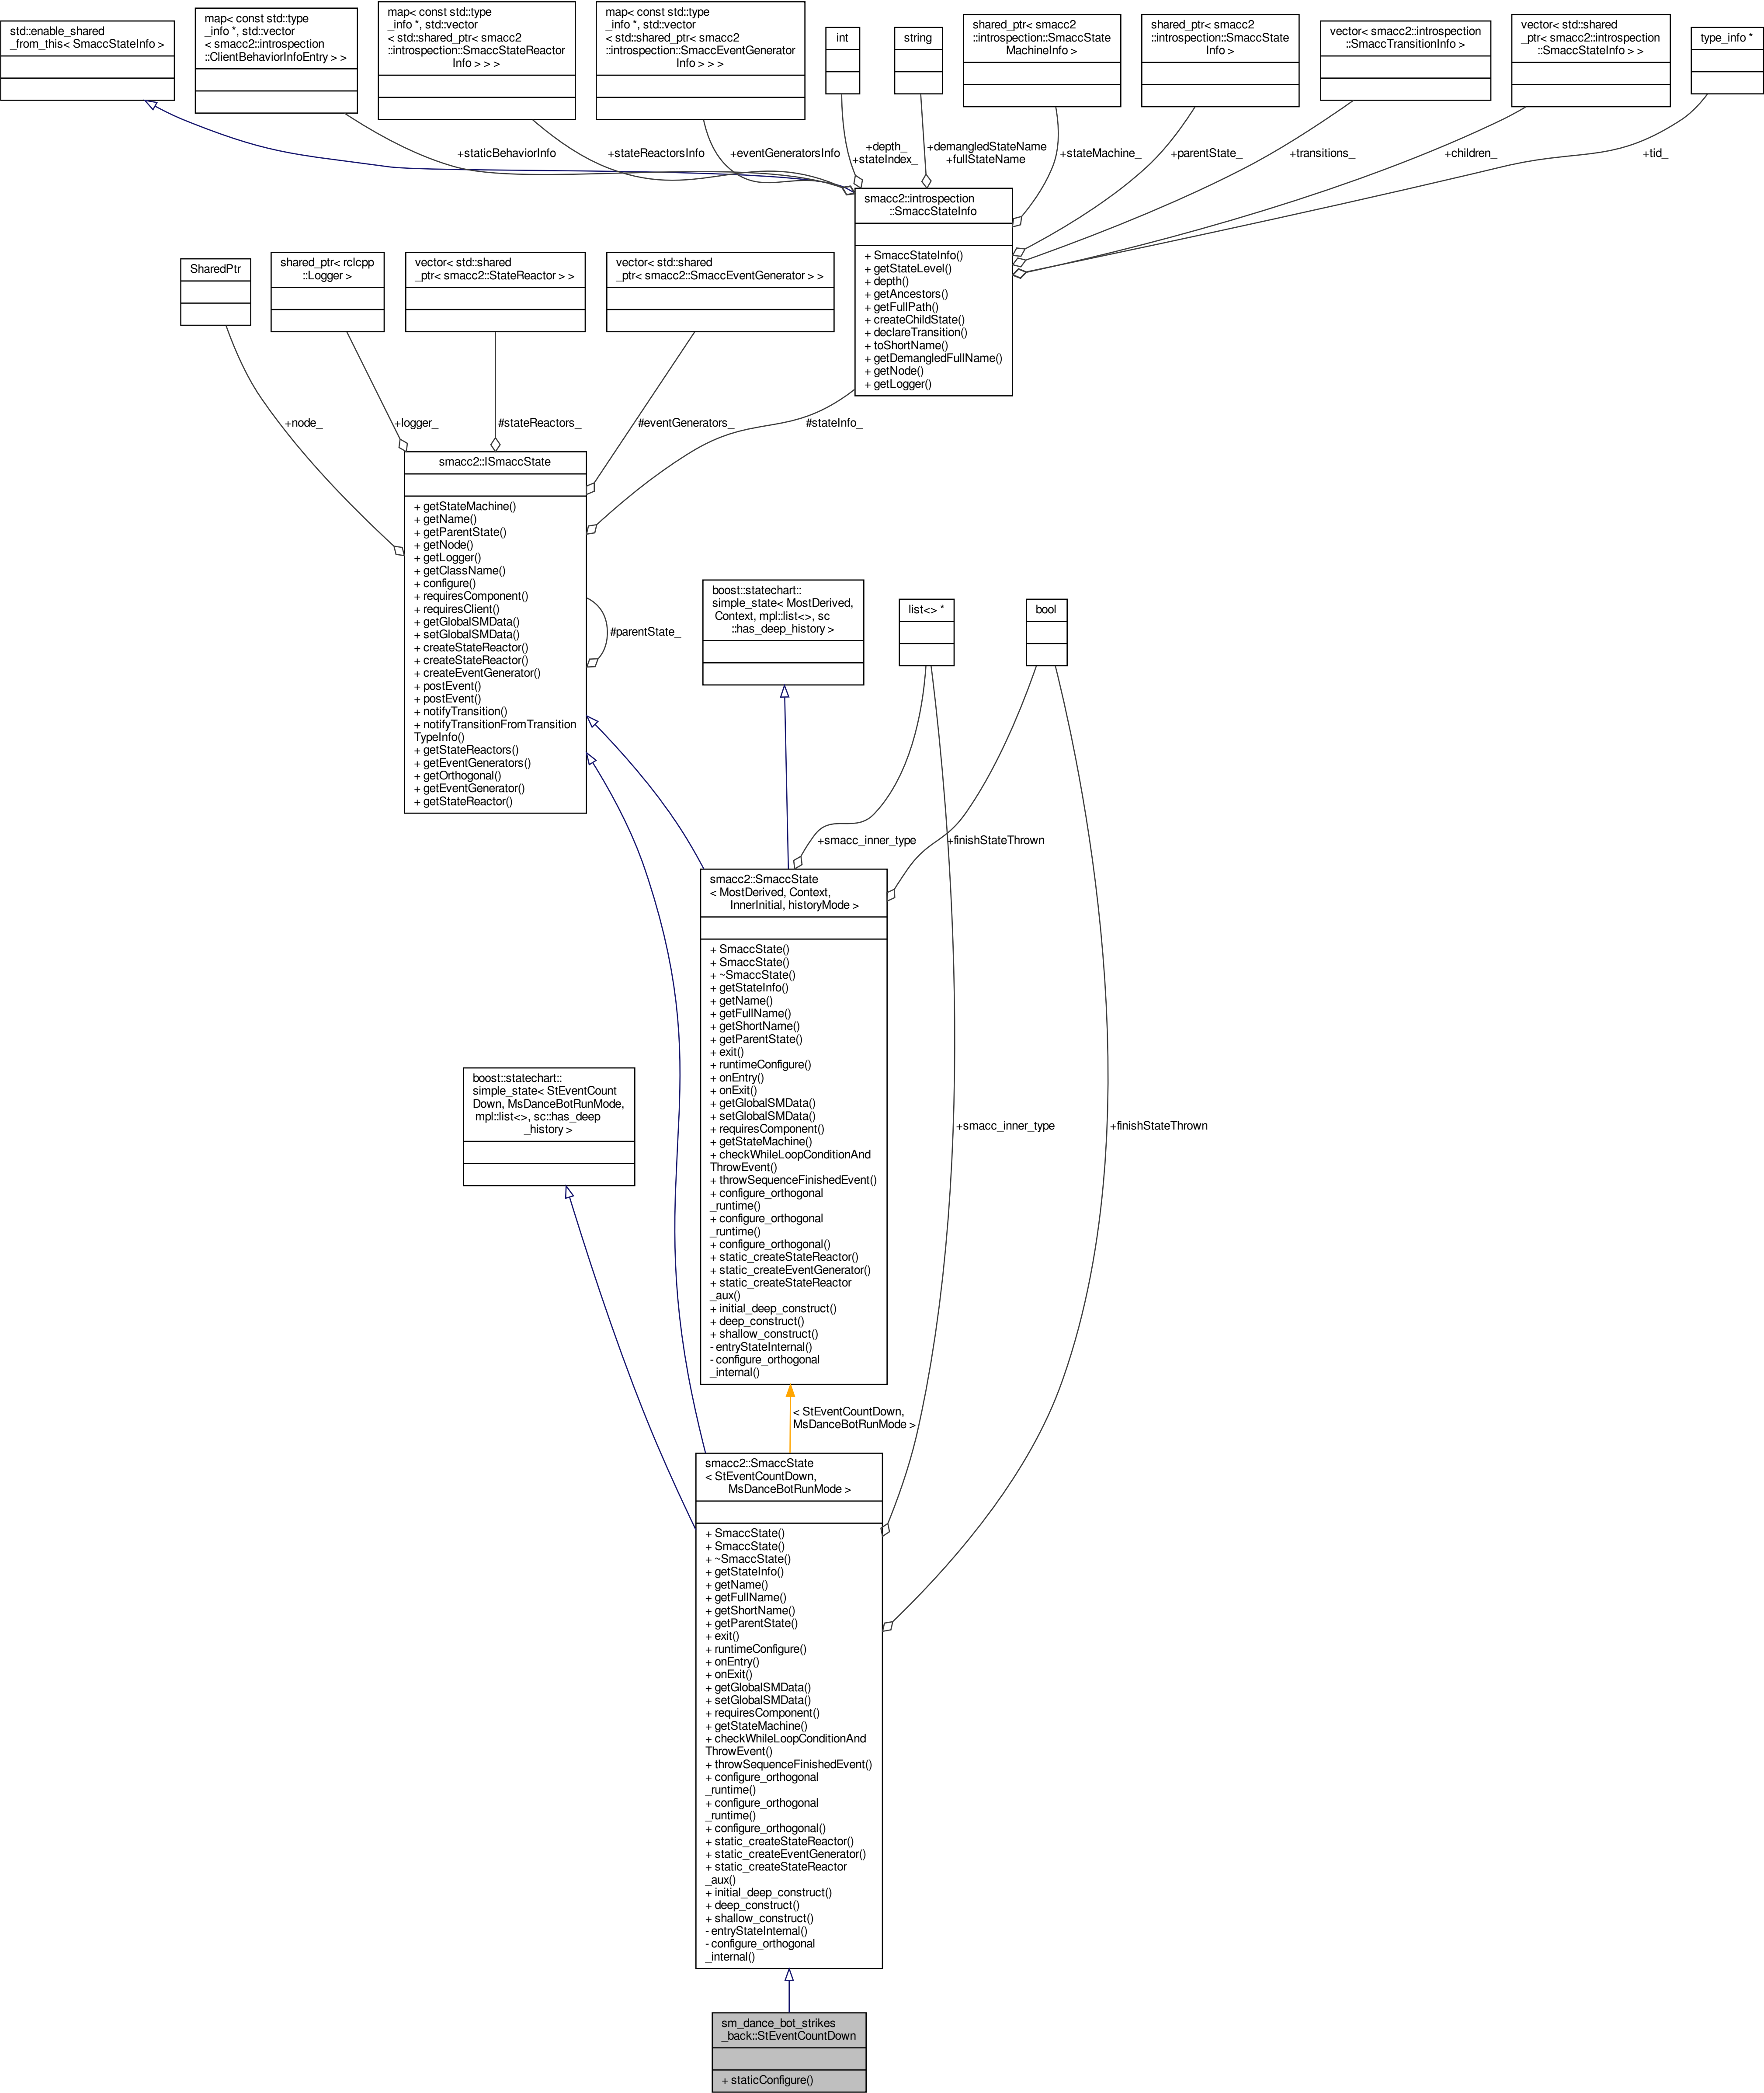 std::enable_shared
_from_this< SmaccStateInfo >
map< const std::type
_info *, std::vector
< smacc2::introspection
::ClientBehaviorInfoEntry > >
map< const std::type
_info *, std::vector
< std::shared_ptr< smacc2
::introspection::SmaccStateReactor
Info > > >
map< const std::type
_info *, std::vector
< std::shared_ptr< smacc2
::introspection::SmaccEventGenerator
Info > > >
int
string
shared_ptr< smacc2
::introspection::SmaccState
MachineInfo >
shared_ptr< smacc2
::introspection::SmaccState
Info >
vector< smacc2::introspection
::SmaccTransitionInfo >
vector< std::shared
_ptr< smacc2::introspection
::SmaccStateInfo > >
type_info *
+staticBehaviorInfo
+stateReactorsInfo
+eventGeneratorsInfo
+depth_
+stateIndex_
+demangledStateName
+fullStateName
+stateMachine_
+parentState_
+transitions_
+children_
+tid_
smacc2::introspection
::SmaccStateInfo
+ SmaccStateInfo()
+ getStateLevel()
+ depth()
+ getAncestors()
+ getFullPath()
+ createChildState()
+ declareTransition()
+ toShortName()
+ getDemangledFullName()
+ getNode()
+ getLogger()
SharedPtr
shared_ptr< rclcpp
::Logger >
vector< std::shared
_ptr< smacc2::StateReactor > >
vector< std::shared
_ptr< smacc2::SmaccEventGenerator > >
+node_
+logger_
#stateReactors_
#eventGenerators_
#stateInfo_
smacc2::ISmaccState
+ getStateMachine()
+ getName()
+ getParentState()
+ getNode()
+ getLogger()
+ getClassName()
+ configure()
+ requiresComponent()
+ requiresClient()
+ getGlobalSMData()
+ setGlobalSMData()
+ createStateReactor()
+ createStateReactor()
+ createEventGenerator()
+ postEvent()
+ postEvent()
+ notifyTransition()
+ notifyTransitionFromTransition
TypeInfo()
+ getStateReactors()
+ getEventGenerators()
+ getOrthogonal()
+ getEventGenerator()
+ getStateReactor()
#parentState_
boost::statechart::
simple_state< MostDerived,
Context, mpl::list<>, sc
::has_deep_history >
list<> *
bool
+smacc_inner_type
+finishStateThrown
smacc2::SmaccState
< MostDerived, Context,
InnerInitial, historyMode >
+ SmaccState()
+ SmaccState()
+ ~SmaccState()
+ getStateInfo()
+ getName()
+ getFullName()
+ getShortName()
+ getParentState()
+ exit()
+ runtimeConfigure()
+ onEntry()
+ onExit()
+ getGlobalSMData()
+ setGlobalSMData()
+ requiresComponent()
+ getStateMachine()
+ checkWhileLoopConditionAnd
ThrowEvent()
+ throwSequenceFinishedEvent()
+ configure_orthogonal
_runtime()
+ configure_orthogonal
_runtime()
+ configure_orthogonal()
+ static_createStateReactor()
+ static_createEventGenerator()
+ static_createStateReactor
_aux()
+ initial_deep_construct()
+ deep_construct()
+ shallow_construct()
- entryStateInternal()
- configure_orthogonal
_internal()
boost::statechart::
simple_state< StEventCount
Down, MsDanceBotRunMode,
mpl::list<>, sc::has_deep
_history >
+smacc_inner_type
+finishStateThrown
< StEventCountDown,
MsDanceBotRunMode >
smacc2::SmaccState
< StEventCountDown,
MsDanceBotRunMode >
+ SmaccState()
+ SmaccState()
+ ~SmaccState()
+ getStateInfo()
+ getName()
+ getFullName()
+ getShortName()
+ getParentState()
+ exit()
+ runtimeConfigure()
+ onEntry()
+ onExit()
+ getGlobalSMData()
+ setGlobalSMData()
+ requiresComponent()
+ getStateMachine()
+ checkWhileLoopConditionAnd
ThrowEvent()
+ throwSequenceFinishedEvent()
+ configure_orthogonal
_runtime()
+ configure_orthogonal
_runtime()
+ configure_orthogonal()
+ static_createStateReactor()
+ static_createEventGenerator()
+ static_createStateReactor
_aux()
+ initial_deep_construct()
+ deep_construct()
+ shallow_construct()
- entryStateInternal()
- configure_orthogonal
_internal()
sm_dance_bot_strikes
_back::StEventCountDown
+ staticConfigure()